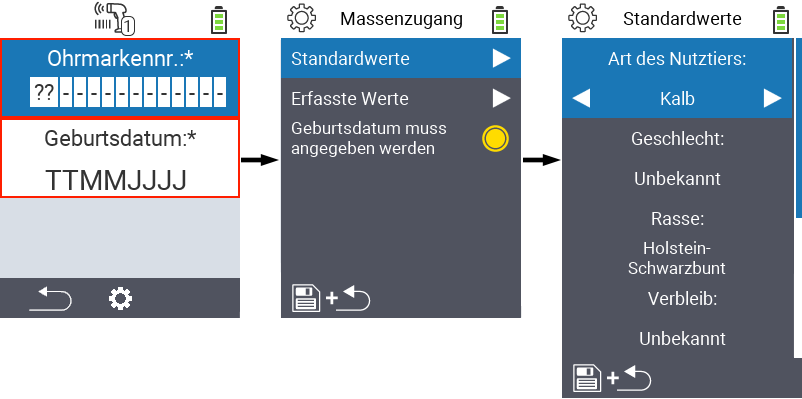 1
Ohrmarkennr.:*
??------------
Geburtsdatum:*
TTMMJJJJ
Massenzugang
Standardwerte
Erfasste Werte
Geburtsdatum muss
angegeben werden
+
Standardwerte
Art des Nutztiers:
Kalb
Geschlecht:
Unbekannt
Rasse:
Holstein-
Schwarzbunt
Verbleib:
Unbekannt
+